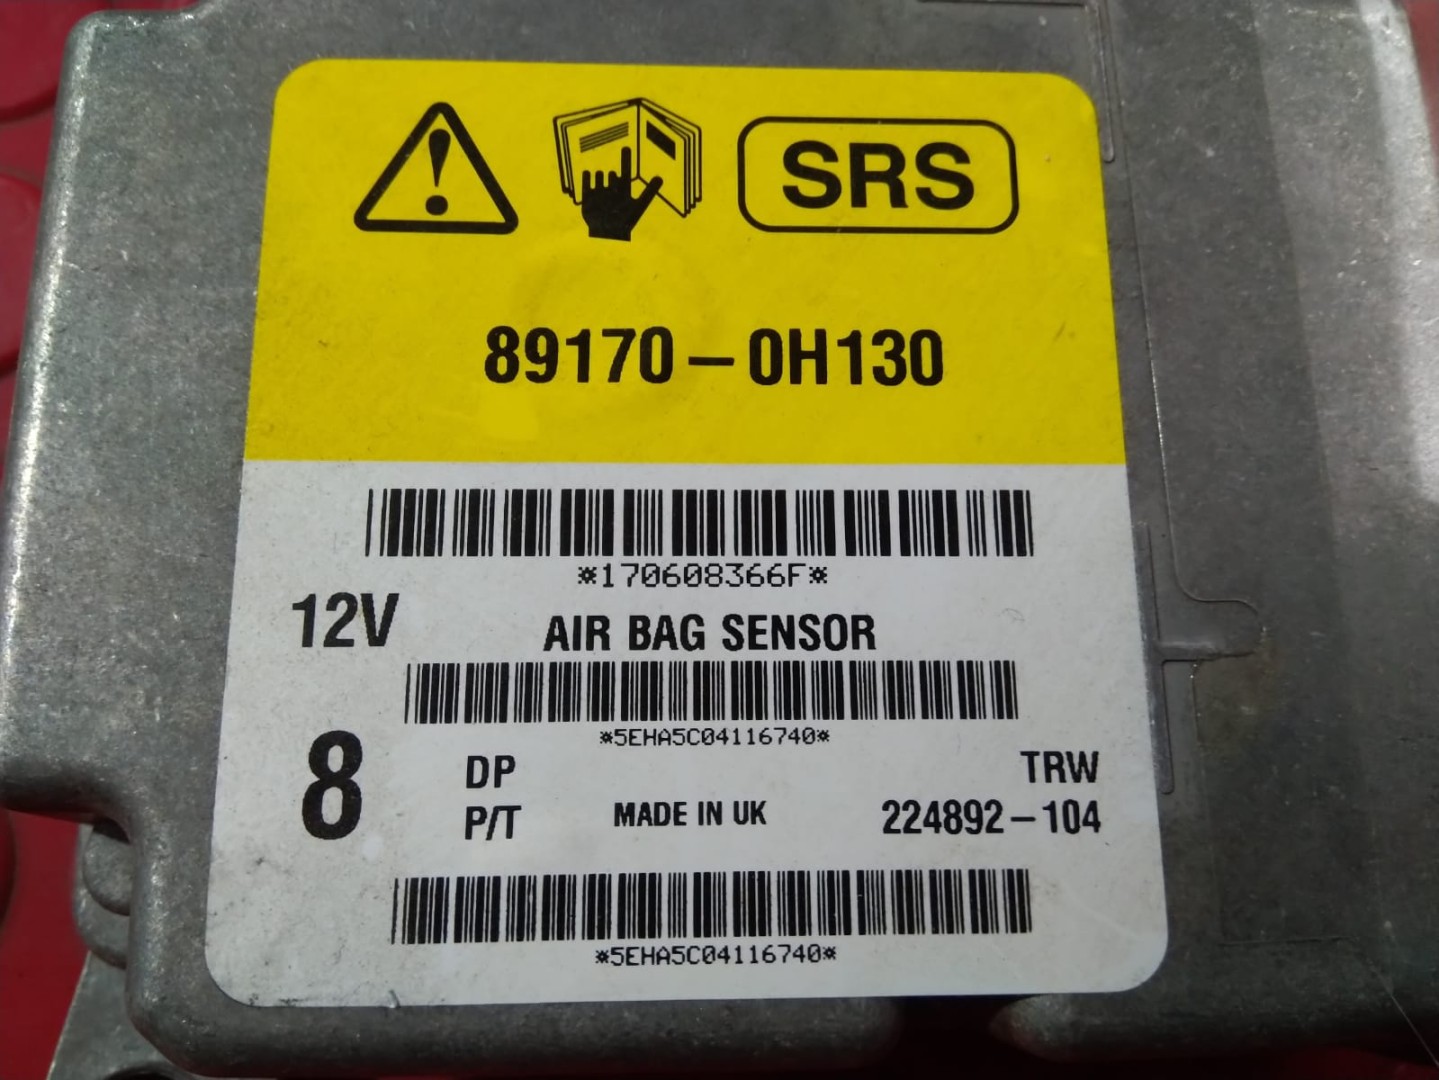 SRS
89170-0H130
*170608366F*
12V AIR BAG SENSOR
*5EHA5C04116740*
8 DP TRW
P/T MADE IN UK 224892-104
*5EHA5C04116740*